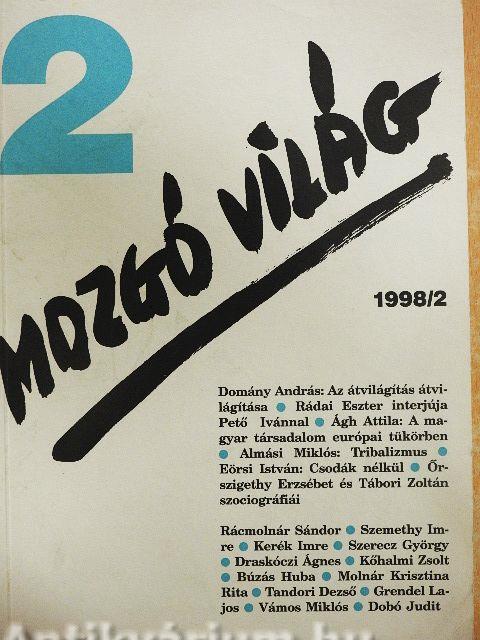 2
MOZGÓ VILÁG
1998/2
Domány András: Az átvilágítás átvi-
lágítása ● Rádai Eszter interjúja
Pető Ivánnal ● Ágh Attila: A ma-
gyar társadalom európai tükörben
● Almási Miklós: Tribalizmus ●
Eörsi István: Csodák nélkül ● Őr-
szigethy Erzsébet és Tábori Zoltán
szociográfiái
Rácmolnár Sándor ● Szemethy Im-
re ● Kerék Imre ● Szerecz György
● Draskóczi Ágnes ● Kőhalmi Zsolt
● Búzás Huba ● Molnár Krisztina
Rita ● Tandori Dezső ● Grendel La-
jos ● Vámos Miklós ● Dobó Judit
Antikvárium.hu